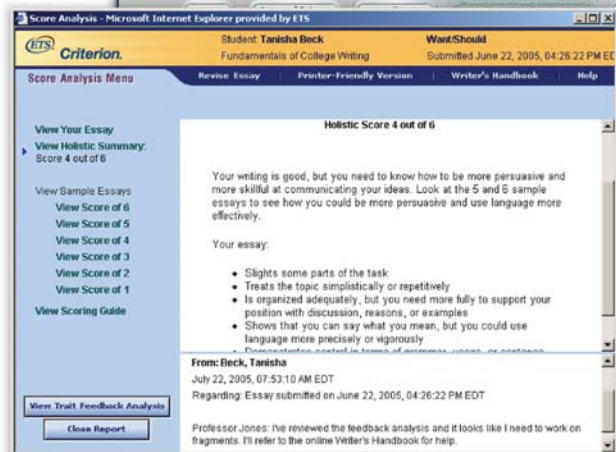 Score Analysis - Microsoft Internet Explorer provided by ETS
ETS Criterion.
Student: Tanisha Beck
Fundamentals of College Writing
Want/Should
Submitted June 22, 2005, 04:26:22 PM ED
Score Analysis Menu
Revise Essay | Printer-Friendly Version | Writer's Handbook | Help
View Your Essay
View Holistic Summary:
Score 4 out of 6
View Sample Essays
View Score of 6
View Score of 5
View Score of 4
View Score of 3
View Score of 2
View Score of 1
View Scoring Guide
View Trait Feedback Analysis
Close Report
Holistic Score 4 out of 6
Your writing is good, but you need to know how to be more persuasive and
more skillful at communicating your ideas. Look at the 5 and 6 sample
essays to see how you could be more persuasive and use language more
effectively.
Your essay:
• Slights some parts of the task
• Treats the topic simplistically or repetitively
• Is organized adequately, but you need more fully to support your
position with discussion, reasons, or examples
• Shows that you can say what you mean, but you could use
language more precisely or vigorously
• Demonstrates control in terms of grammar, usage, or sentence
From: Beck, Tanisha
July 22, 2005, 07:53:10 AM EDT
Regarding: Essay submitted on June 22, 2005, 04:26:22 PM EDT
Professor Jones: I've reviewed the feedback analysis and it looks like I need to work on
fragments. I'll refer to the online Writer's Handbook for help.